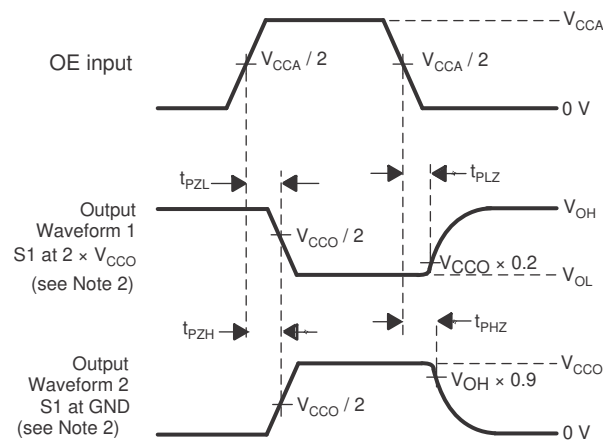 V_CCA
OE input
V_CCA / 2
V_CCA / 2
0 V
t_PZL
t_PLZ
Output
Waveform 1
S1 at 2 × V_CCO
(see Note 2)
V_OH
V_CCO / 2
VCCO × 0.2
V_OL
t_PZH
t_PHZ
Output
Waveform 2
S1 at GND
(see Note 2)
V_CCO
V_OH × 0.9
V_CCO / 2
0 V